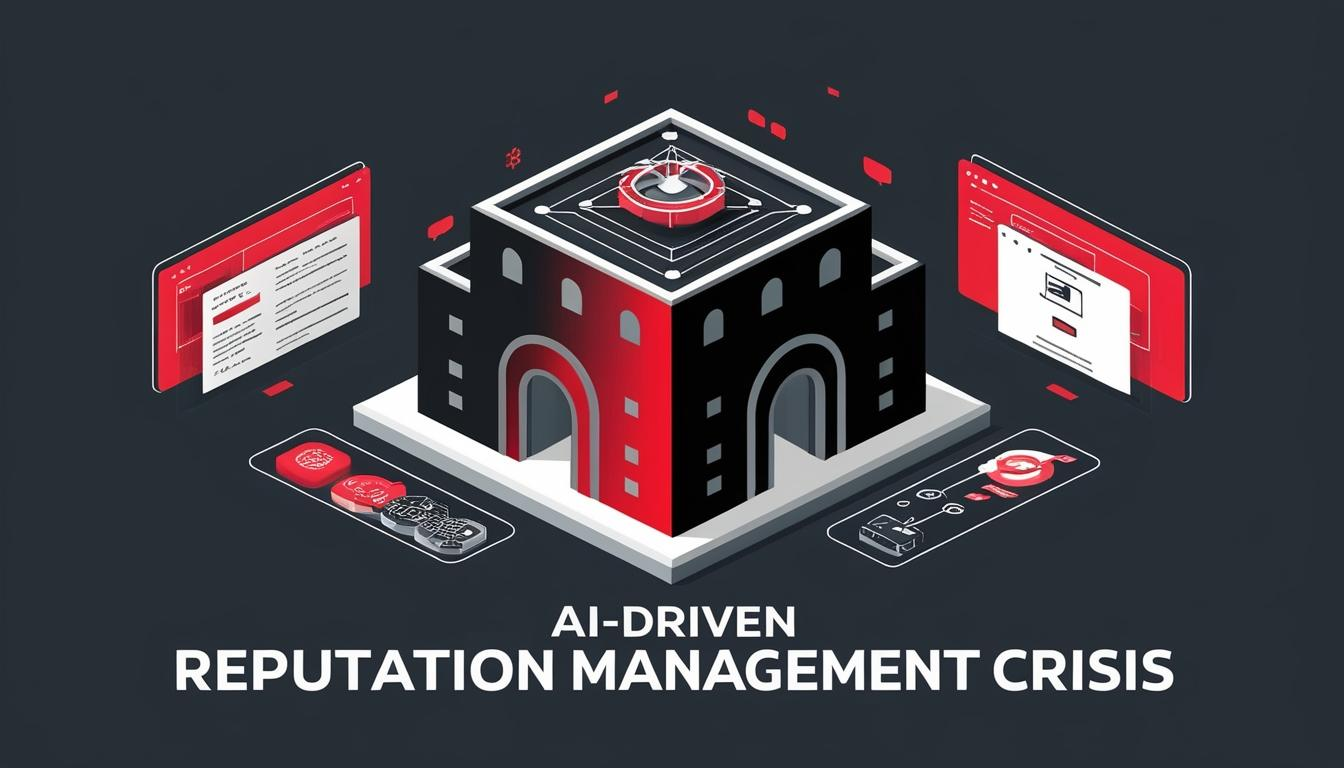 AI-DRIVEN
REPUTATION MANAGEMENT CRISIS